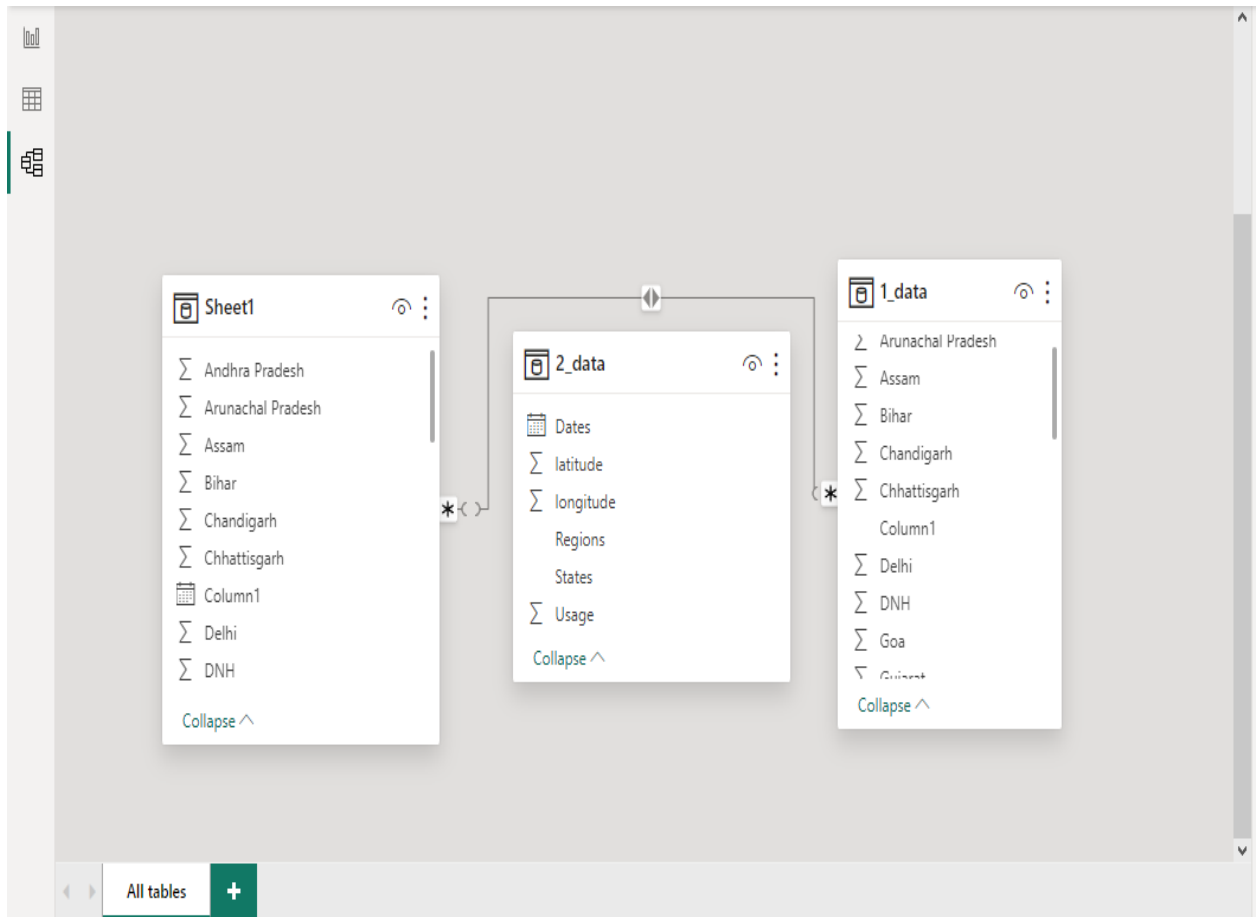 Sheet1
Andhra Pradesh
Arunachal Pradesh
Assam
Bihar
Chandigarh
Chhattisgarh
Column1
Delhi
DNH
Collapse
2_data
Dates
latitude
longitude
Regions
States
Usage
Collapse
1_data
Arunachal Pradesh
Assam
Bihar
Chandigarh
Chhattisgarh
Column1
Delhi
DNH
Goa
Gujarat
Collapse
All tables